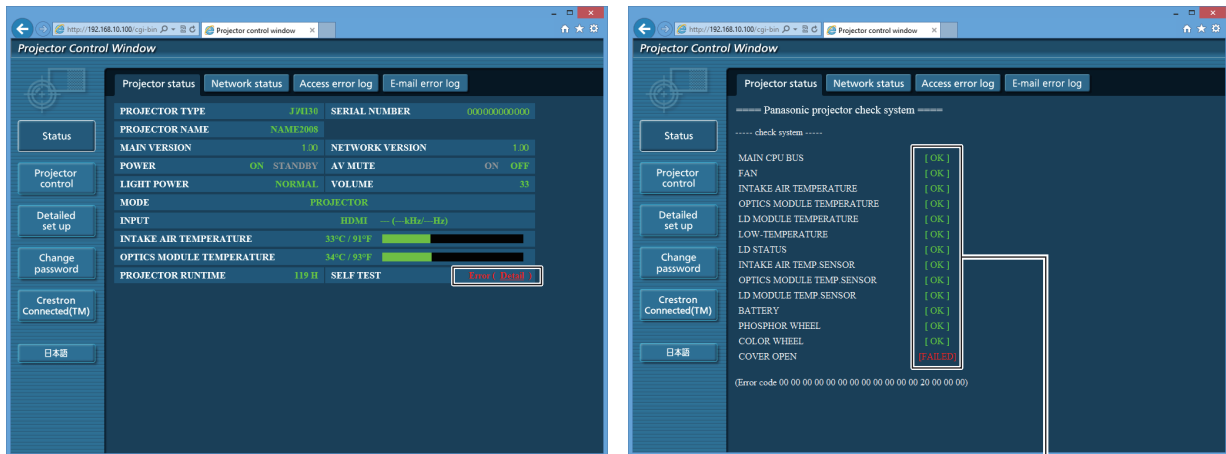 http://192.168.10.100/cgi-bin
Projector control window
Projector Control Window
Projector status
Network status
Access error log
E-mail error log
Status
Projector control
Detailed set up
Change password
Crestron Connected(TM)
日本語
PROJECTOR TYPE
SERIAL NUMBER 000000000000
PROJECTOR NAME NAME2008
MAIN VERSION 1.00 NETWORK VERSION 1.00
POWER ON STANDBY AV MUTE ON OFF
LIGHT POWER NORMAL VOLUME 33
MODE PROJECTOR
INPUT HDMI --- (---kHz/---Hz)
INTAKE AIR TEMPERATURE 33°C / 91°F
OPTICS MODULE TEMPERATURE 34°C / 93°F
PROJECTOR RUNTIME 119 H SELF TEST Error ( Detail )
http://192.168.10.100/cgi-bin
Projector control window
Projector Control Window
Projector status
Network status
Access error log
E-mail error log
Status
Projector control
Detailed set up
Change password
Crestron Connected(TM)
日本語
==== Panasonic projector check system ====
----- check system -----
MAIN CPU BUS [ OK ]
FAN [ OK ]
INTAKE AIR TEMPERATURE [ OK ]
OPTICS MODULE TEMPERATURE [ OK ]
LD MODULE TEMPERATURE [ OK ]
LOW-TEMPERATURE [ OK ]
LD STATUS [ OK ]
INTAKE AIR TEMP.SENSOR [ OK ]
OPTICS MODULE TEMP.SENSOR [ OK ]
LD MODULE TEMP.SENSOR [ OK ]
BATTERY [ OK ]
PHOSPHOR WHEEL [ OK ]
COLOR WHEEL [ OK ]
COVER OPEN [FAILED]
(Error code 00 00 00 00 00 00 00 00 00 00 00 00 20 00 00 00)